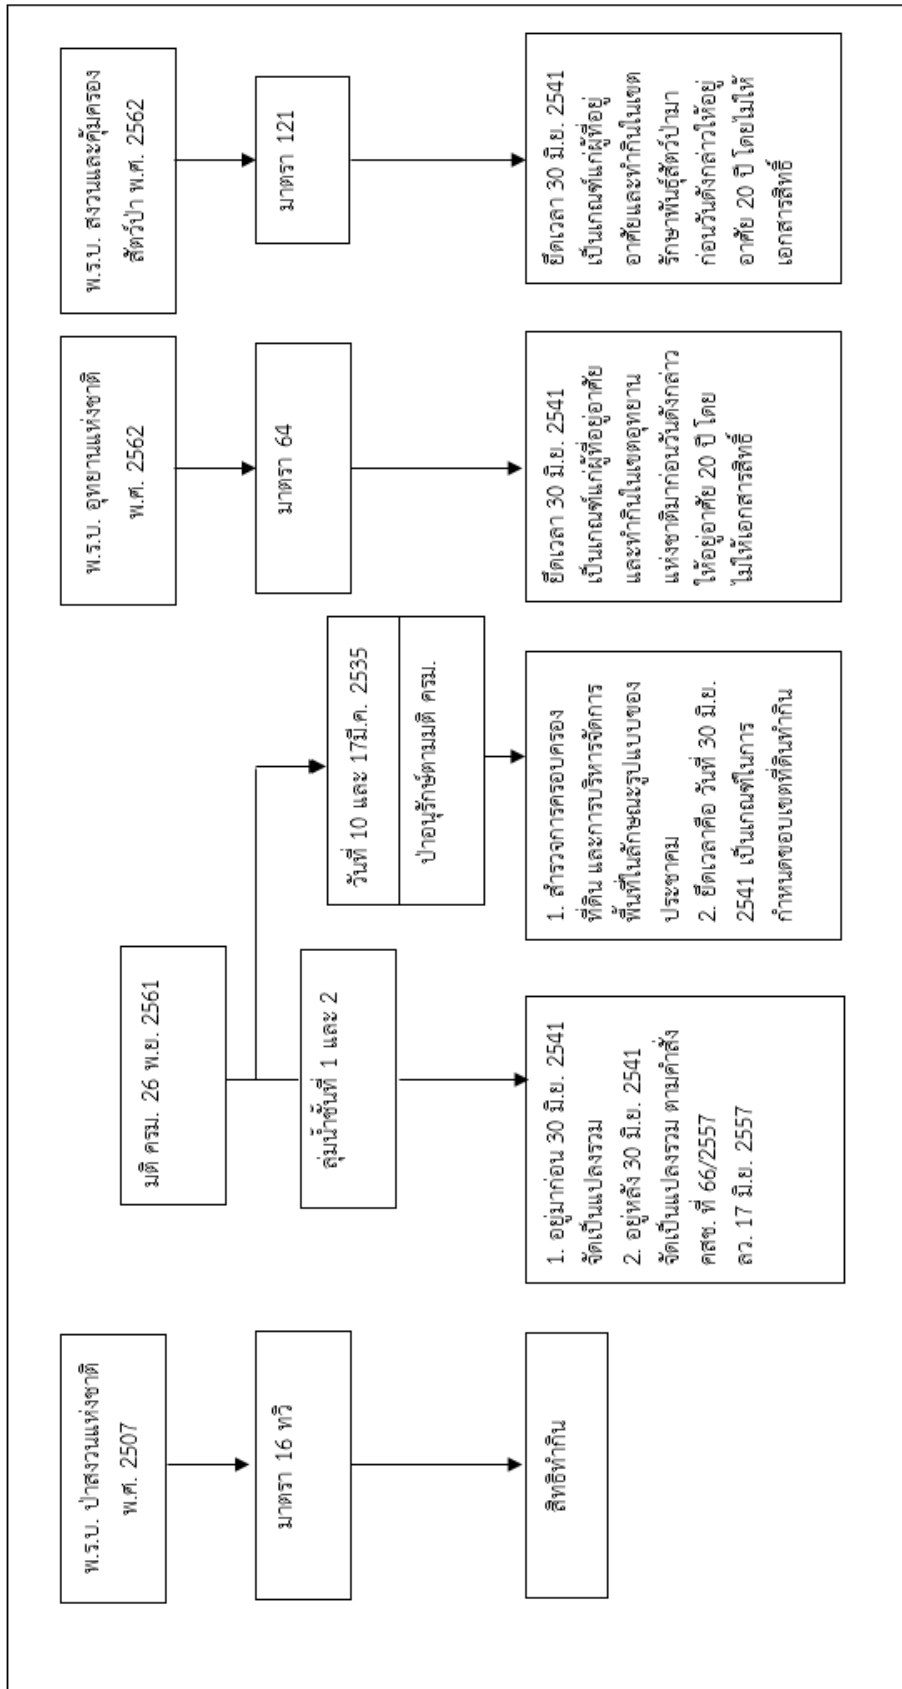 พ.ร.บ. ป่าสงวนแห่งชาติ
พ.ศ. 2507
มาตรา 16 ทวิ
สิทธิทำกิน
มติ ครม. 26 พ.ย. 2561
ลุ่มน้ำชั้นที่ 1 และ 2
1. อยู่มาก่อน 30 มิ.ย. 2541
จัดเป็นแปลงรวม
2. อยู่หลัง 30 มิ.ย. 2541
จัดเป็นแปลงรวม ตามคำสั่ง
คสช. ที่ 66/2557
ลว. 17 มิ.ย. 2557
วันที่ 10 และ 17มี.ค. 2535
ป่าอนุรักษ์ตามมติ ครม.
1. สำรวจการครอบครอง
ที่ดิน และการบริหารจัดการ
พื้นที่ในลักษณะรูปแบบของ
ประชาคม
2. ยึดเวลาคือ วันที่ 30 มิ.ย.
2541 เป็นเกณฑ์ในการ
กำหนดขอบเขตที่ดินทำกิน
พ.ร.บ. อุทยานแห่งชาติ
พ.ศ. 2562
มาตรา 64
ยึดเวลา 30 มิ.ย. 2541
เป็นเกณฑ์แก่ผู้ที่อยู่อาศัย
และทำกินในเขตอุทยาน
แห่งชาติมาก่อนวันดังกล่าว
ให้อยู่อาศัย 20 ปี โดย
ไม่ให้เอกสารสิทธิ์
พ.ร.บ. สงวนและคุ้มครอง
สัตว์ป่า พ.ศ. 2562
มาตรา 121
ยึดเวลา 30 มิ.ย. 2541
เป็นเกณฑ์แก่ผู้ที่อยู่
อาศัยและทำกินในเขต
รักษาพันธุ์สัตว์ป่ามา
ก่อนวันดังกล่าวให้อยู่
อาศัย 20 ปี โดยไม่ให้
เอกสารสิทธิ์